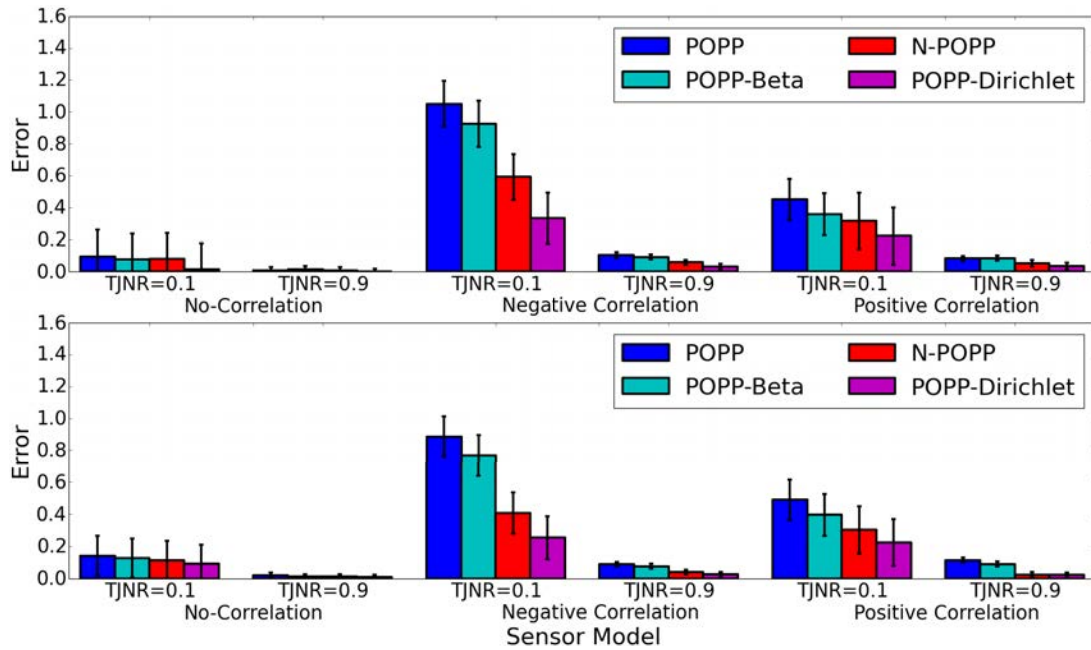 1.6
1.4
1.2
1.0
0.8
0.6
0.4
0.2
0.0
Error
POPP N-POPP
POPP-Beta POPP-Dirichlet
TJNR=0.1 TJNR=0.9 TJNR=0.1 TJNR=0.9 TJNR=0.1 TJNR=0.9
No-Correlation Negative Correlation Positive Correlation
1.6
1.4
1.2
1.0
0.8
0.6
0.4
0.2
0.0
Error
POPP N-POPP
POPP-Beta POPP-Dirichlet
TJNR=0.1 TJNR=0.9 TJNR=0.1 TJNR=0.9 TJNR=0.1 TJNR=0.9
No-Correlation Negative Correlation Positive Correlation
Sensor Model